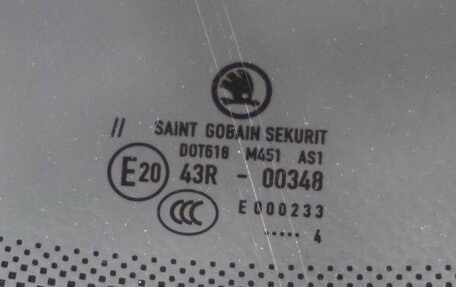 // SAINT GOBAIN SEKURIT
DOT618 M451 AS1
E20 43R - 00348
CCC E 000233
..... 4